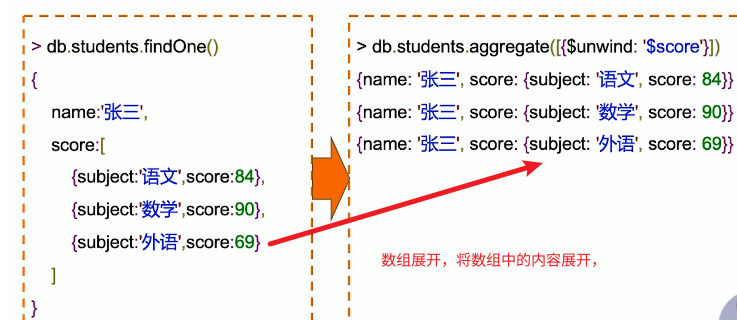 > db.students.findOne()
{
name:'张三',
score:[
{subject:'语文',score:84},
{subject:'数学',score:90},
{subject:'外语',score:69}
]
}
> db.students.aggregate([{$unwind: '$score'}])
{name: '张三', score: {subject: '语文', score: 84}}
{name: '张三', score: {subject: '数学', score: 90}}
{name: '张三', score: {subject: '外语', score: 69}}
数组展开，将数组中的内容展开，